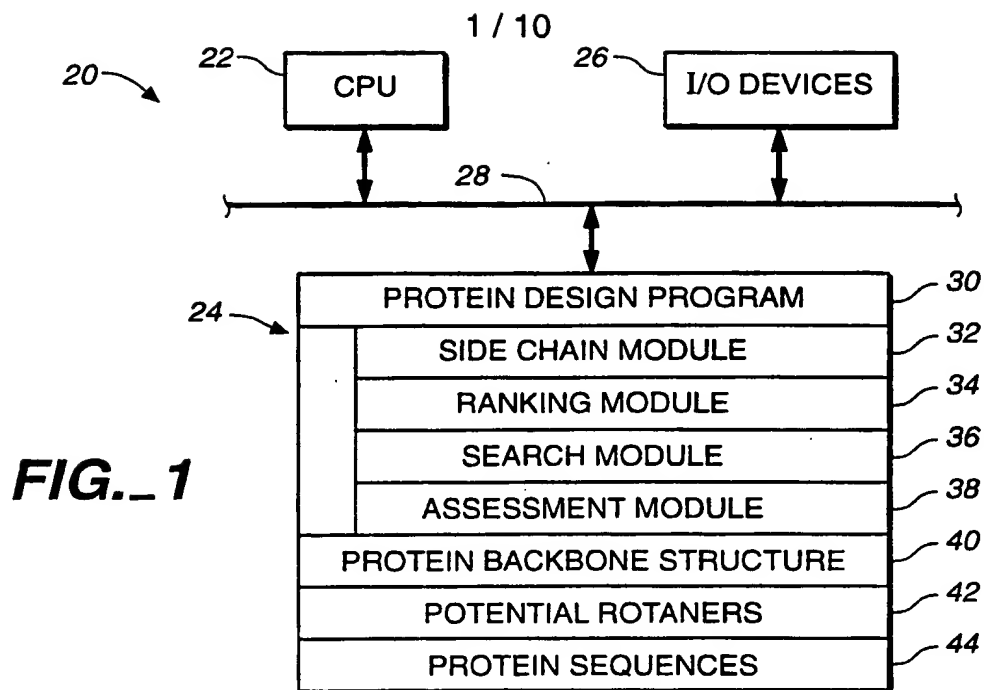 1 / 10
20
22
CPU
26
I/O DEVICES
28
24
PROTEIN DESIGN PROGRAM
30
SIDE CHAIN MODULE
32
RANKING MODULE
34
SEARCH MODULE
36
ASSESSMENT MODULE
38
PROTEIN BACKBONE STRUCTURE
40
POTENTIAL ROTANERS
42
PROTEIN SEQUENCES
44
FIG._1